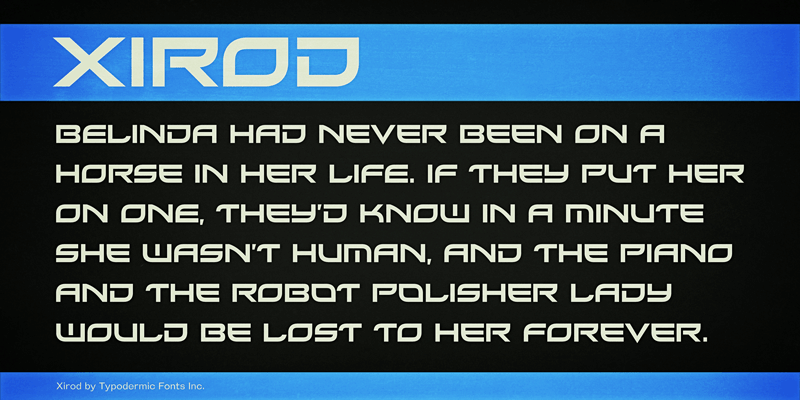 XIROD
BELINDA HAD NEVER BEEN ON A
HORSE IN HER LIFE. IF THEY PUT HER
ON ONE, THEY'D KNOW IN A MINUTE
SHE WASN'T HUMAN, AND THE PIANO
AND THE ROBOT POLISHER LADY
WOULD BE LOST TO HER FOREVER.
Xirod by Typodermic Fonts Inc.